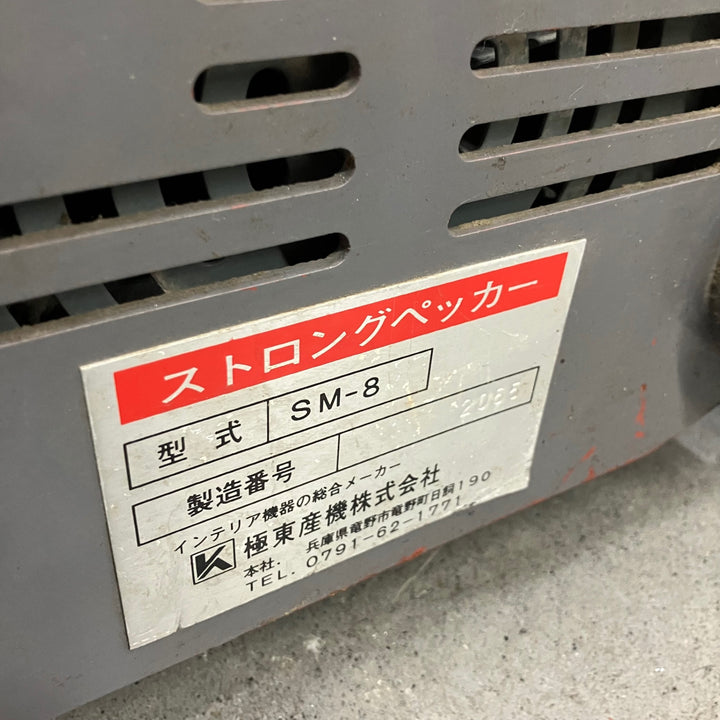 ストロングペッカー
型式 SM-8
製造番号
インテリア機器の総合メーカー
極東産機株式会社
本社. 兵庫県竜野市竜野町日飼190
TEL. 0791-62-1771